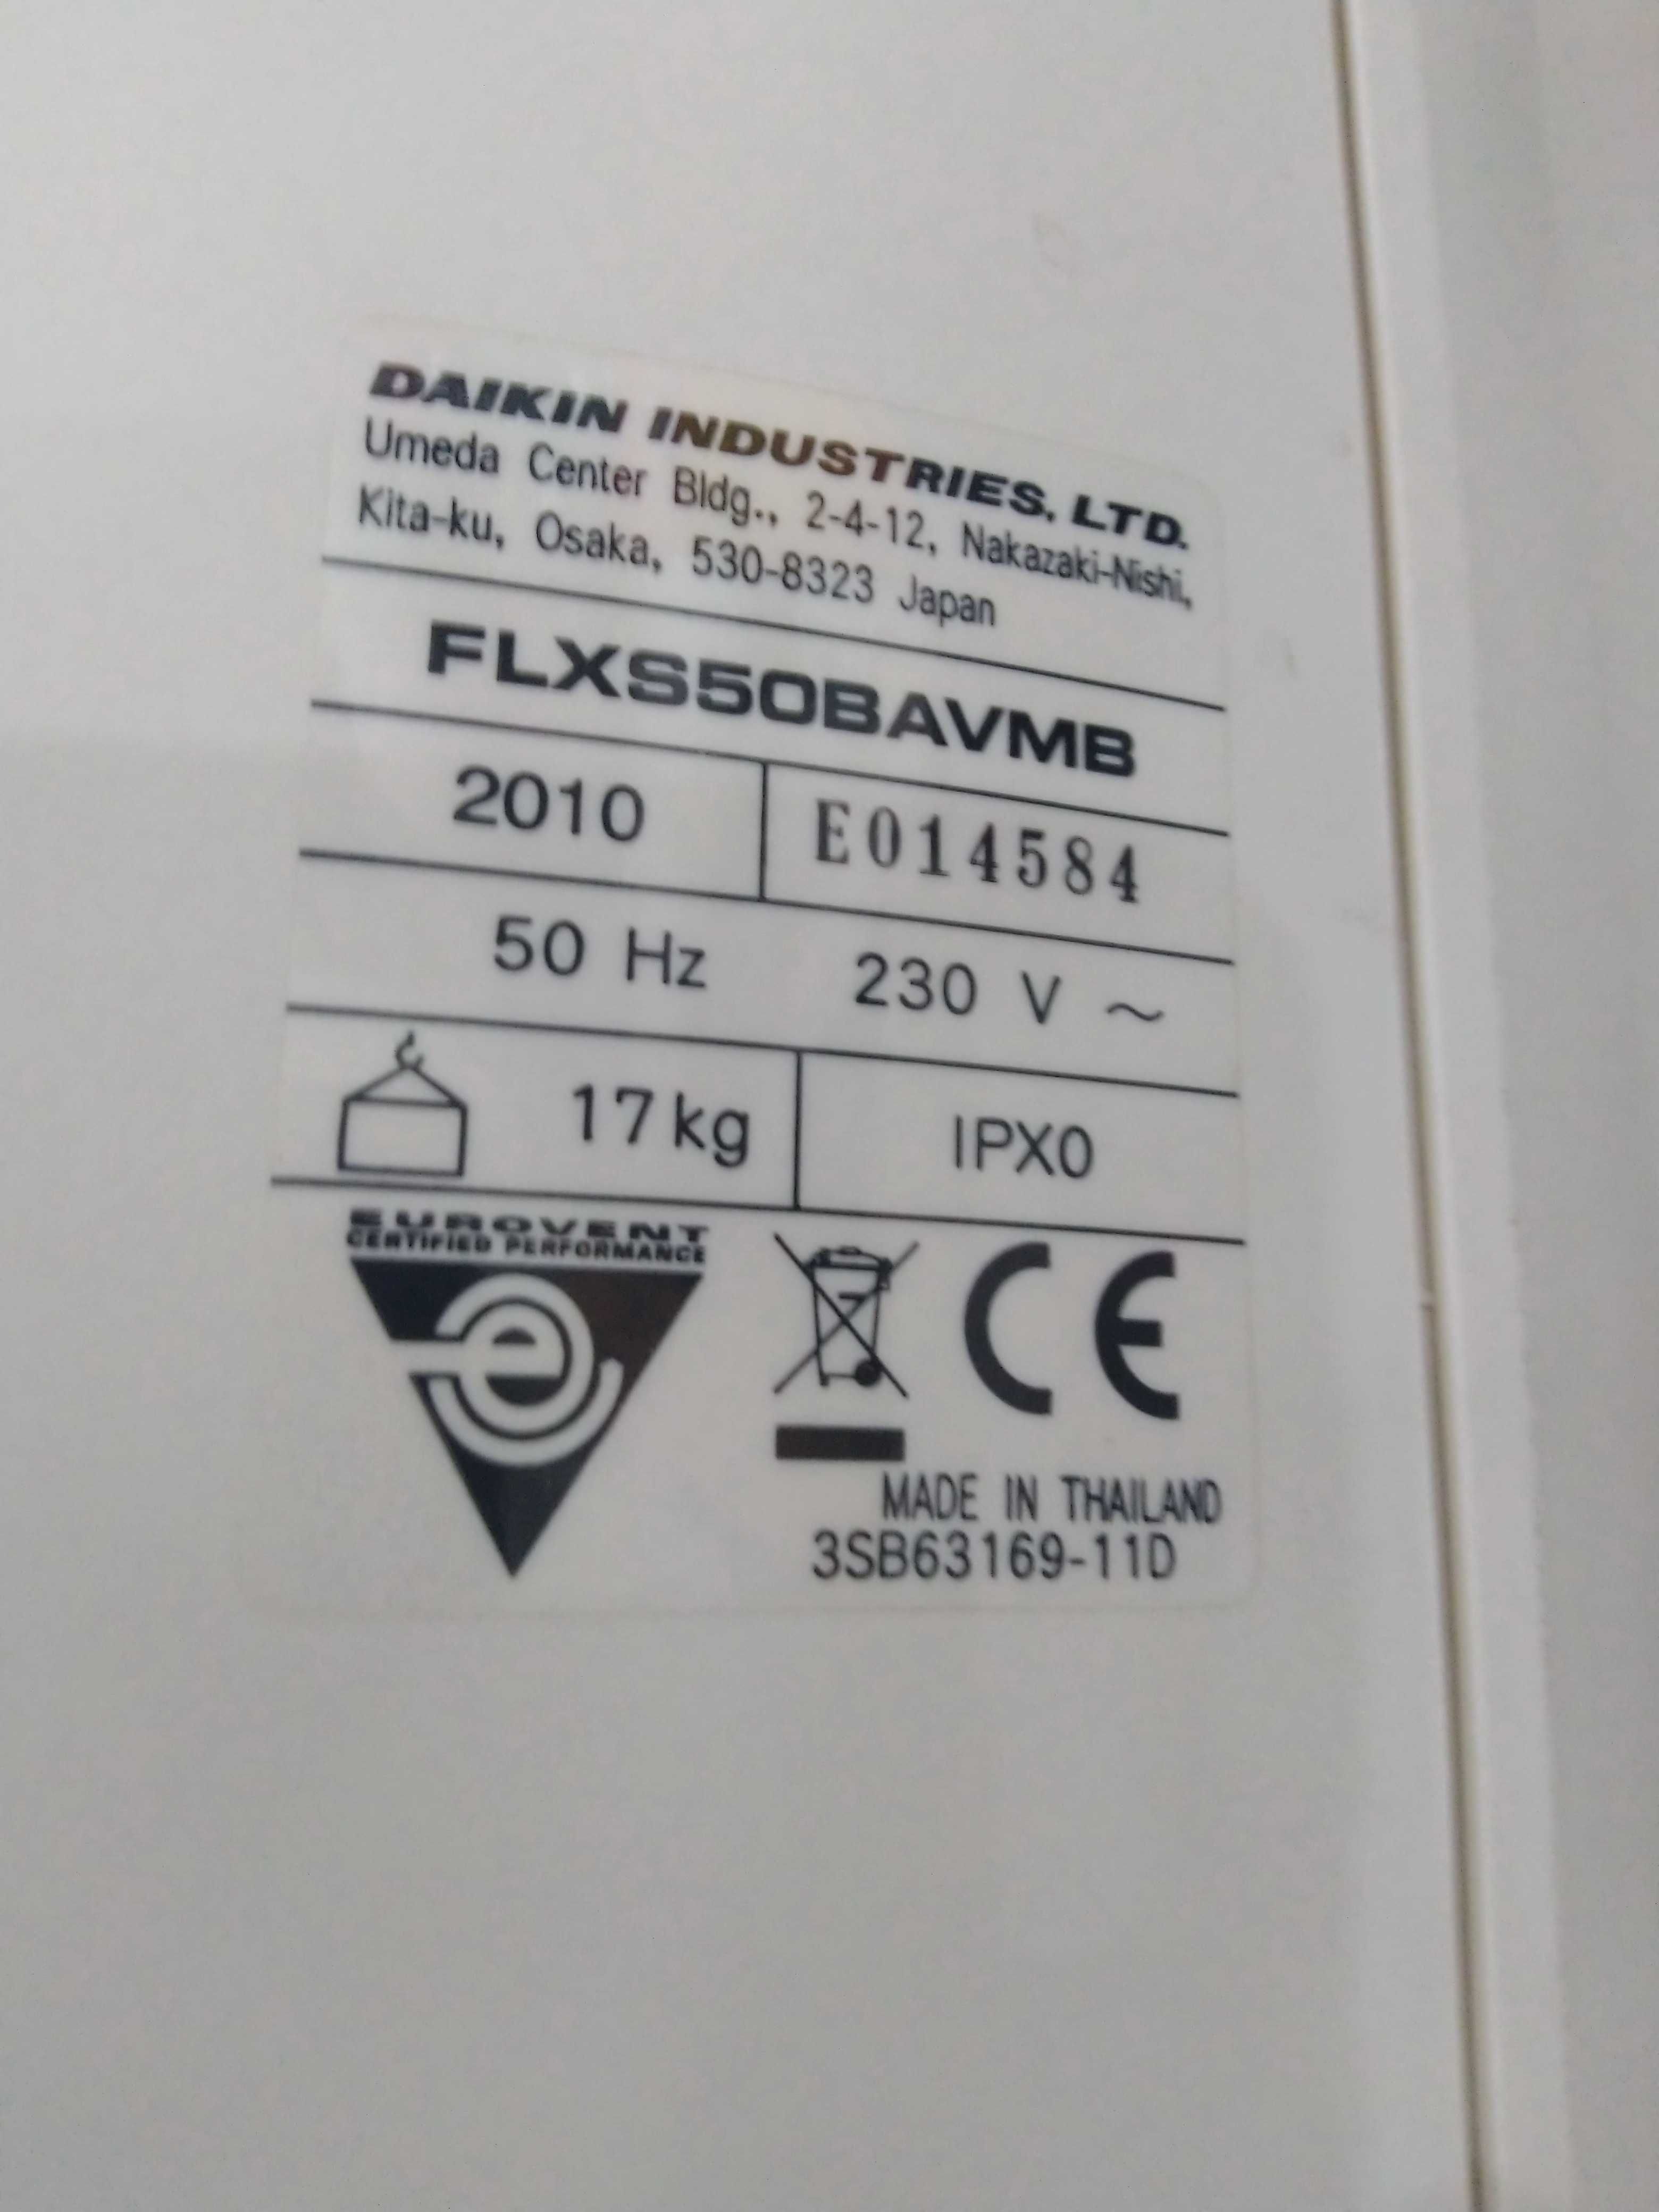 DAIKIN INDUSTRIES, LTD.
Umeda Center Bldg., 2-4-12, Nakazaki-Nishi,
Kita-ku, Osaka, 530-8323 Japan
FLXS50BAVMB
2010 E014584
50 Hz 230 V ~
17kg IPX0
EUROVENT
CERTIFIED PERFORMANCE
e
CE
MADE IN THAILAND
3SB63169-11D